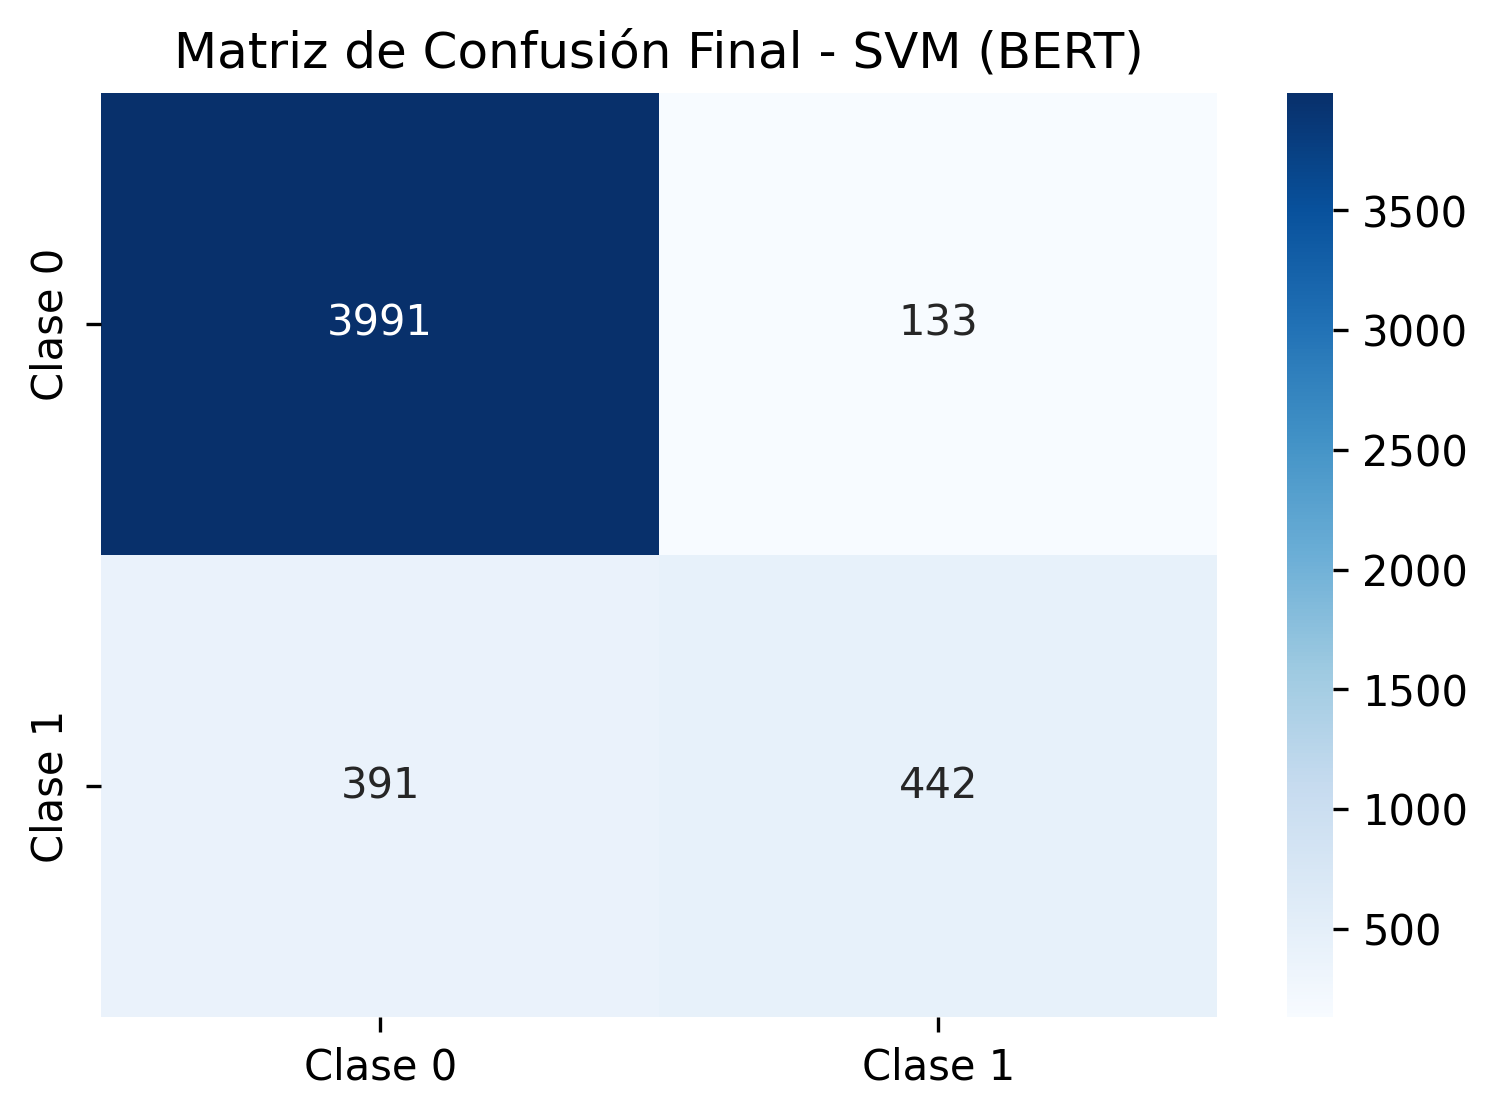 Matriz de Confusión Final - SVM (BERT)
Clase 0
3991
133
Clase 1
391
442
Clase 0
Clase 1
3500
3000
2500
2000
1500
1000
500